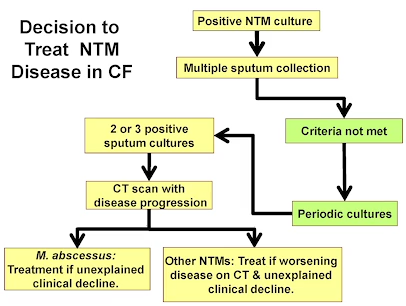 Decision to
Treat NTM
Disease in CF
Positive NTM culture
Multiple sputum collection
Criteria not met
Periodic cultures
2 or 3 positive
sputum cultures
CT scan with
disease progression
M. abscessus:
Treatment if unexplained
clinical decline.
Other NTMs: Treat if worsening
disease on CT & unexplained
clinical decline.